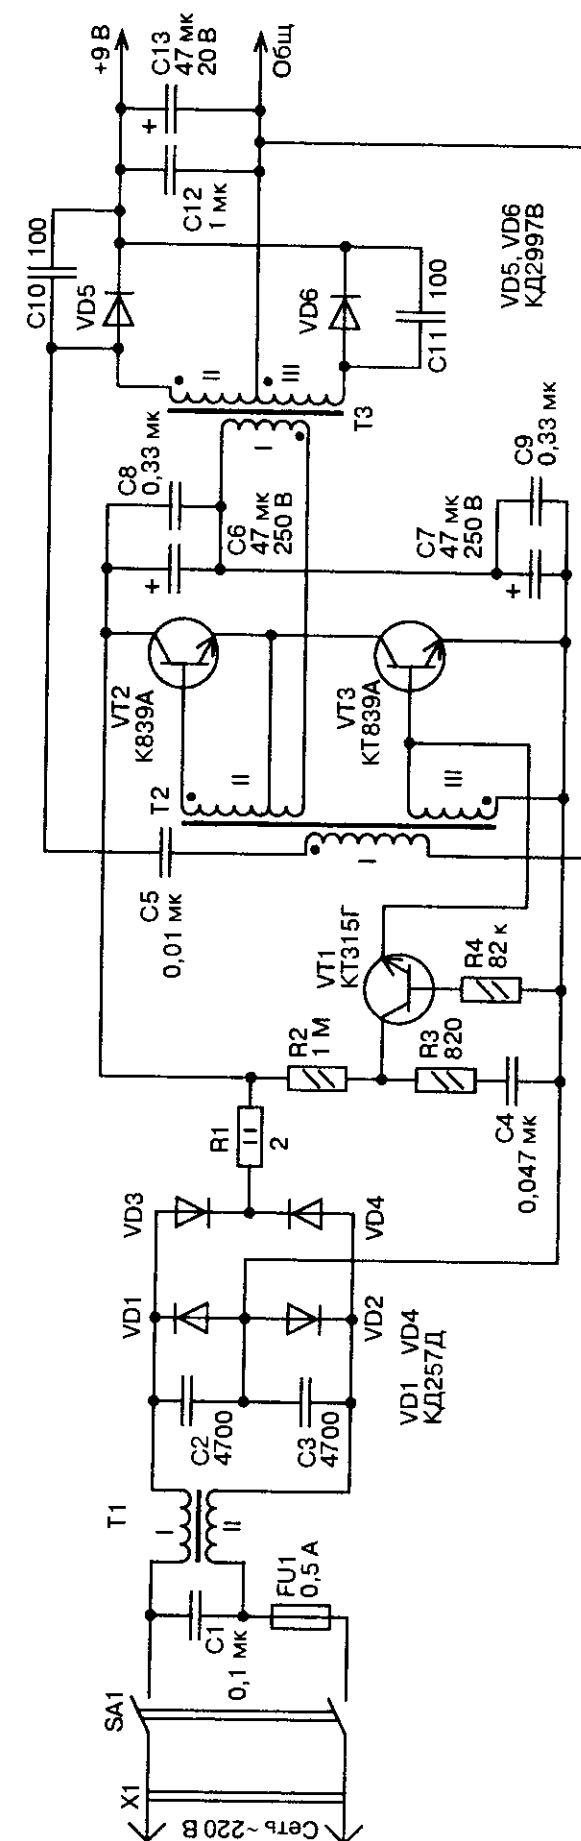 X1
Сеть ~220 В
SA1
C1
0,1 мк
FU1
0,5 А
T1
I
II
C2
4700
C3
4700
VD1
VD2
VD3
VD4
VD1 VD4
КД257Д
R1
2
R2
1 М
R3
820
C4
0,047 мк
VT1
КТ315Г
R4
82 к
C5
0,01 мк
T2
I
II
III
VT2
К839А
VT3
КТ839А
C6
47 мк
250 В
C8
0,33 мк
C7
47 мк
250 В
C9
0,33 мк
T3
I
II
III
C10
100
VD5
VD6
C11
100
VD5, VD6
КД2997В
C12
1 мк
C13
47 мк
20 В
+9 В
Общ
+
+
+